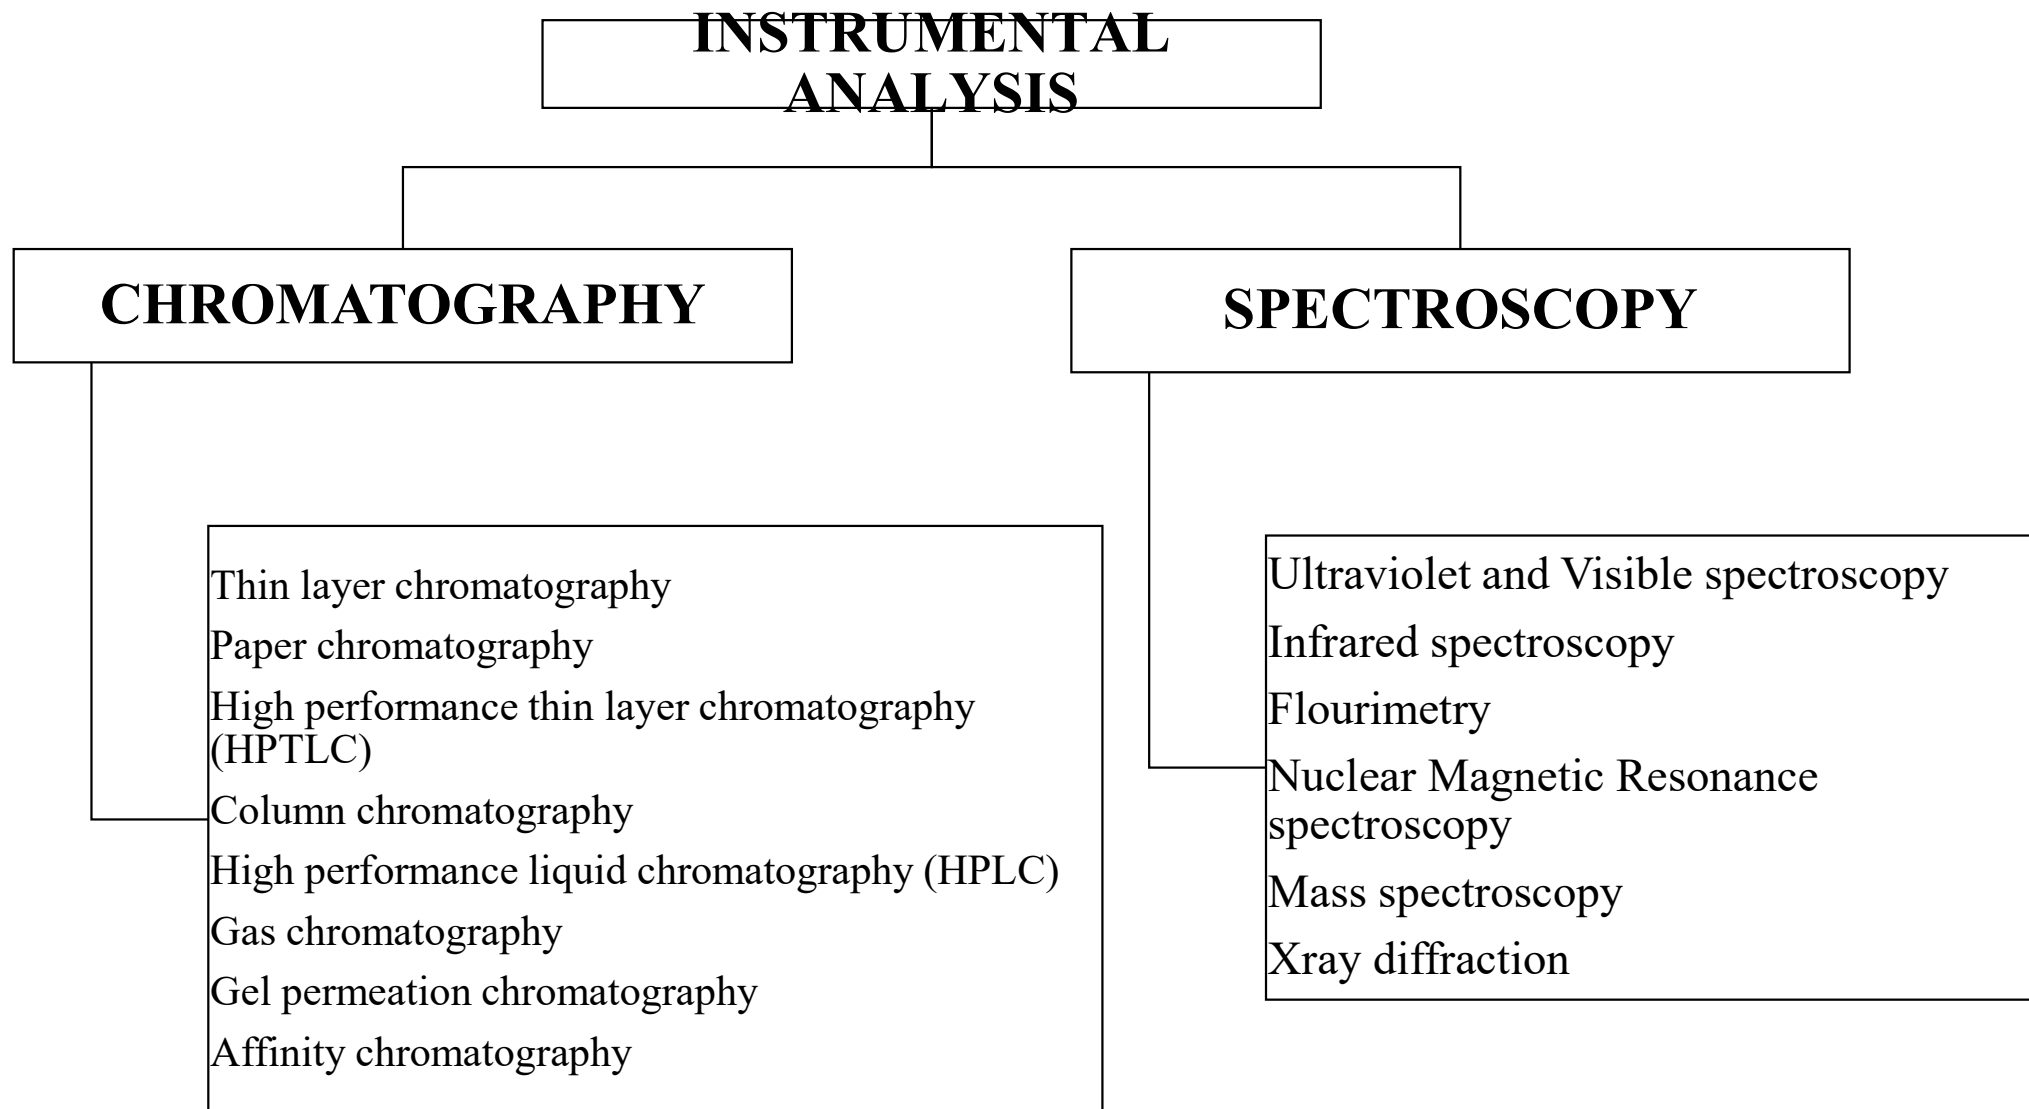 INSTRUMENTAL
ANALYSIS
CHROMATOGRAPHY
SPECTROSCOPY
Thin layer chromatography
Paper chromatography
High performance thin layer chromatography
(HPTLC)
Column chromatography
High performance liquid chromatography (HPLC)
Gas chromatography
Gel permeation chromatography
Affinity chromatography
Ultraviolet and Visible spectroscopy
Infrared spectroscopy
Flourimetry
Nuclear Magnetic Resonance
spectroscopy
Mass spectroscopy
Xray diffraction